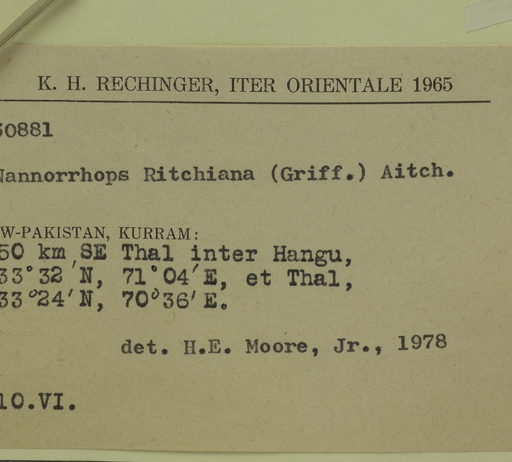 K. H. RECHINGER, ITER ORIENTALE 1965
30881
Nannorrhops Ritchiana (Griff.) Aitch.
W-PAKISTAN, KURRAM:
50 km SE Thal inter Hangu,
33°32'N, 71°04'E, et Thal,
33°24'N, 70°36'E.
det. H.E. Moore, Jr., 1978
10.VI.